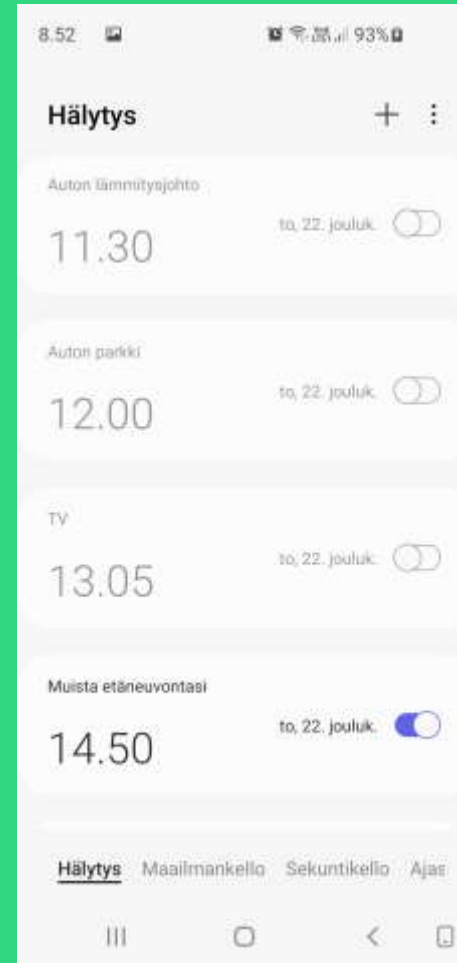 8.52 93%
Hälytys
Auton lämmitysjohto
11.30 to, 22. jouluk.
Auton parkki
12.00 to, 22. jouluk.
TV
13.05 to, 22. jouluk.
Muista etäneuvontasi
14.50 to, 22. jouluk.
Hälytys Maailmankello Sekuntikello Ajas